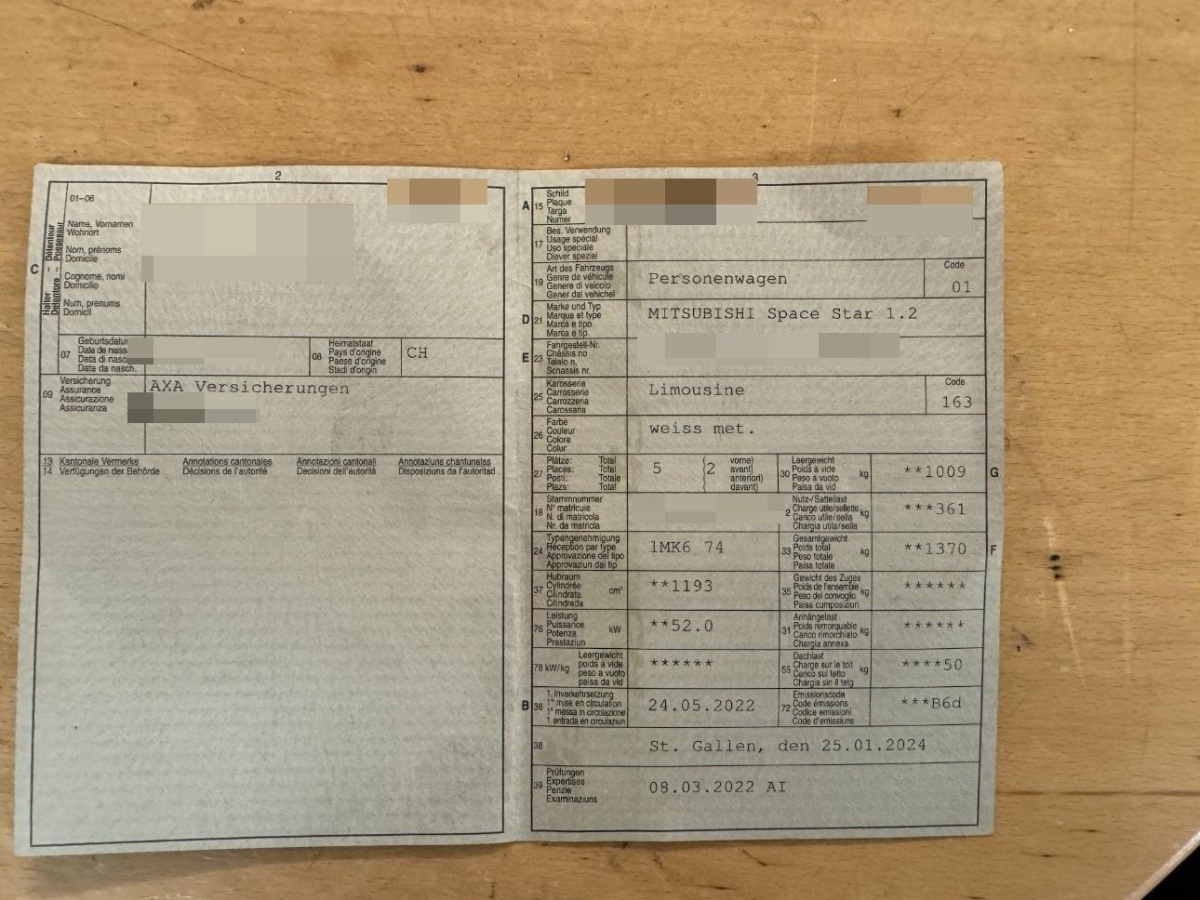 2
01-06
C
Halter Détenteur
Detentore Possessur
Name, Vornamen
Wohnort
Nom, prénoms
Domicile
Cognome, nomi
Domicilio
Num, prenums
Domicil
07
Geburtsdatum
Date de nass
Data di nasc
Data da nasch.
08
Heimatstaat
Pays d'origine
Paese d'origine
Stadi d'origin
CH
09
Versicherung
Assurance
Assicurazione
Assicuranza
AXA Versicherungen
13 Kantonale Vermerke Annotations cantonales Annotazioni cantonali Annotaziuns chantunalas
14 Verfügungen der Behörde Décisions de l'autorité Decisioni dell'autorità Disposiziuns da l'autoritad
3
A 15
Schild
Plaque
Targa
Numer
17
Bes. Verwendung
Usage spécial
Uso speciale
Diever spezial
19
Art des Fahrzeugs
Genre de véhicule
Genere di veicolo
Gener dal vehichel
Personenwagen
Code
01
D 21
Marke und Typ
Marque et type
Marca e tipo
Marca e tip
MITSUBISHI Space Star 1.2
E 23
Fahrgestell-Nr.
Châssis no
Telaio n.
Schassis nr.
25
Karosserie
Carrosserie
Carrozzeria
Carossaria
Limousine
Code
163
26
Farbe
Couleur
Colore
Colur
weiss met.
27
Plätze: Total
Places: Total
Posti: Totale
Plazs: Total
5
(2
vorne)
avant)
anteriori)
davant)
30
Leergewicht
Poids à vide
Peso a vuoto
Paisa da vid
kg
**1009
G
18
Stammnummer
N° matricule
N. di matricola
Nr. da matricla
2
Nutz-/Sattellast
Charge utile/sellette
Carico utile/sella
Chargia utila/sella
kg
***361
24
Typengenehmigung
Réception par type
Approvazione del tipo
Approvaziun dal tip
1MK6 74
33
Gesamtgewicht
Poids total
Peso totale
Paisa totala
kg
**1370
F
37
Hubraum
Cylindrée
Cilindrata
Cilindrada
cm³
**1193
35
Gewicht des Zuges
Poids de l'ensemble
Peso del convoglio
Paisa cumposiziun
kg
******
76
Leistung
Puissance
Potenza
Prestaziun
kW
**52.0
31
Anhängelast
Poids remorquable
Carico rimorchiato
Chargia annexa
kg
******
78 kW/kg
Leergewicht
poids à vide
peso a vuoto
paisa da vid
******
55
Dachlast
Charge sur le toit
Carico sul tetto
Chargia sin il tetg
kg
****50
B 36
1. Inverkehrsetzung
1re mise en circulation
1a messa in circolazione
1. entrada en circulaziun
24.05.2022
72
Emissionscode
Code émissions
Codice emissioni
Code d'emissiuns
***B6d
38
St. Gallen, den 25.01.2024
39
Prüfungen
Expertises
Perizie
Examinaziuns
08.03.2022 AI